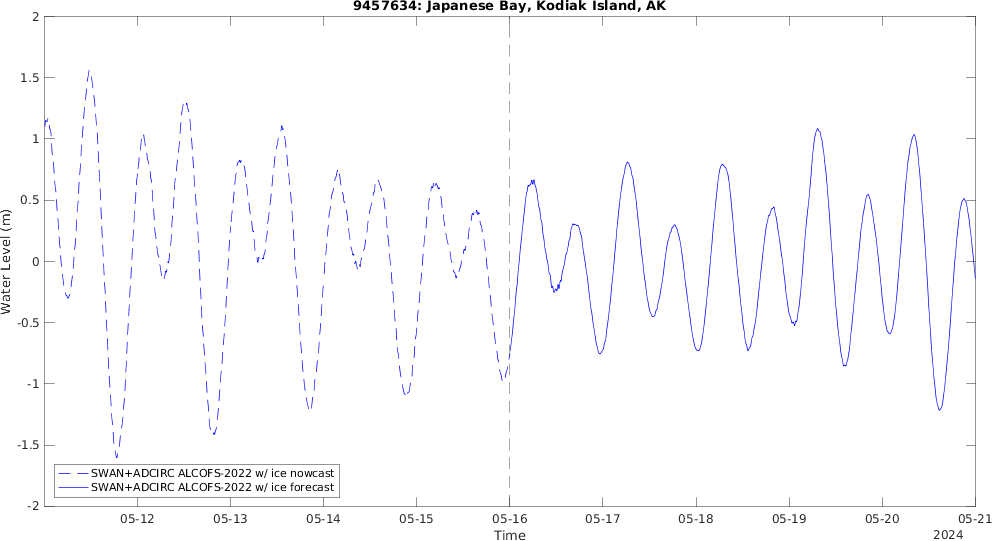 9457634: Japanese Bay, Kodiak Island, AK
Water Level (m)
2
1.5
1
0.5
0
-0.5
-1
-1.5
-2
SWAN+ADCIRC ALCOFS-2022 w/ ice nowcast
SWAN+ADCIRC ALCOFS-2022 w/ ice forecast
05-12 05-13 05-14 05-15 05-16 05-17 05-18 05-19 05-20 05-21
Time
2024